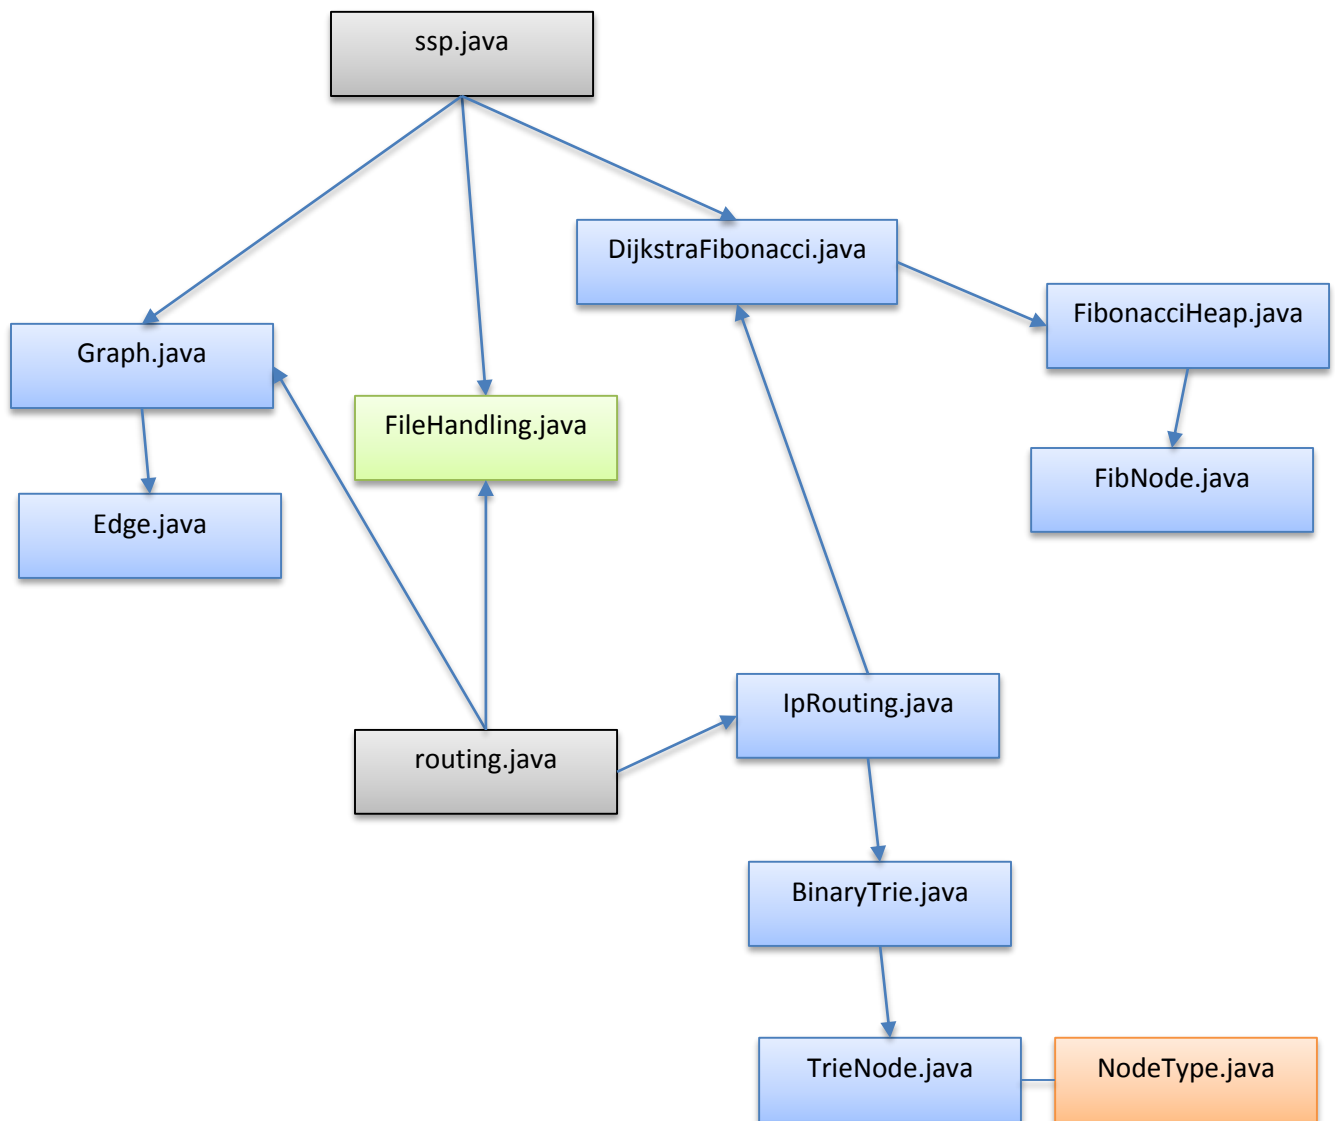 ssp.java
DijkstraFibonacci.java
FibonacciHeap.java
Graph.java
FileHandling.java
FibNode.java
Edge.java
IpRouting.java
routing.java
BinaryTrie.java
TrieNode.java
NodeType.java